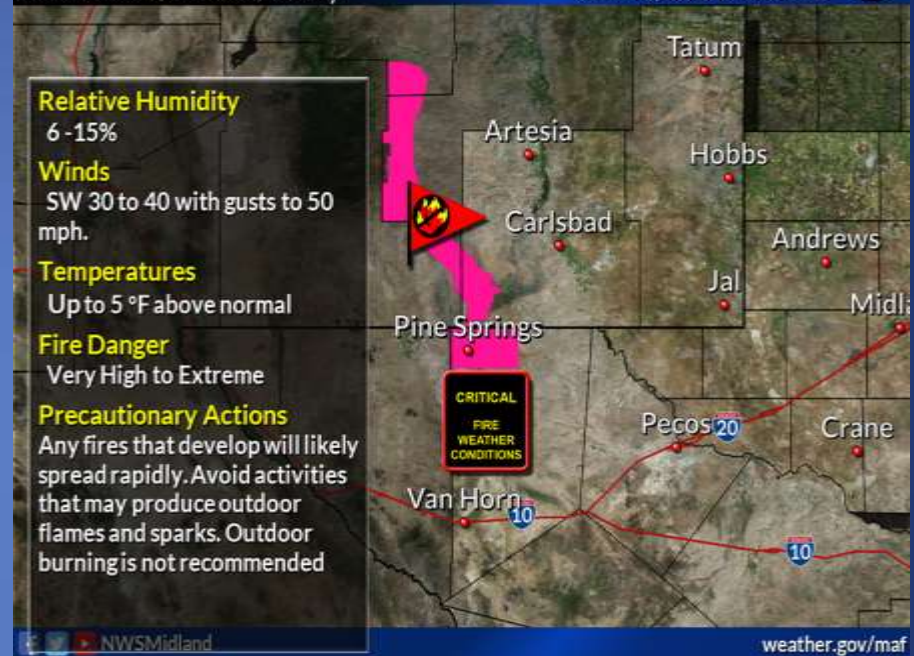 Relative Humidity
6 -15%
Winds
SW 30 to 40 with gusts to 50
mph.
Temperatures
Up to 5 °F above normal
Fire Danger
Very High to Extreme
Precautionary Actions
Any fires that develop will likely
spread rapidly. Avoid activities
that may produce outdoor
flames and sparks. Outdoor
burning is not recommended
Tatum
Artesia
Hobbs
Carlsbad
Andrews
Jal
Midla
Pine Springs
CRITICAL
FIRE
WEATHER
CONDITIONS
Pecos
20
Crane
Van Horn
10
10
NWSMidland
weather.gov/maf